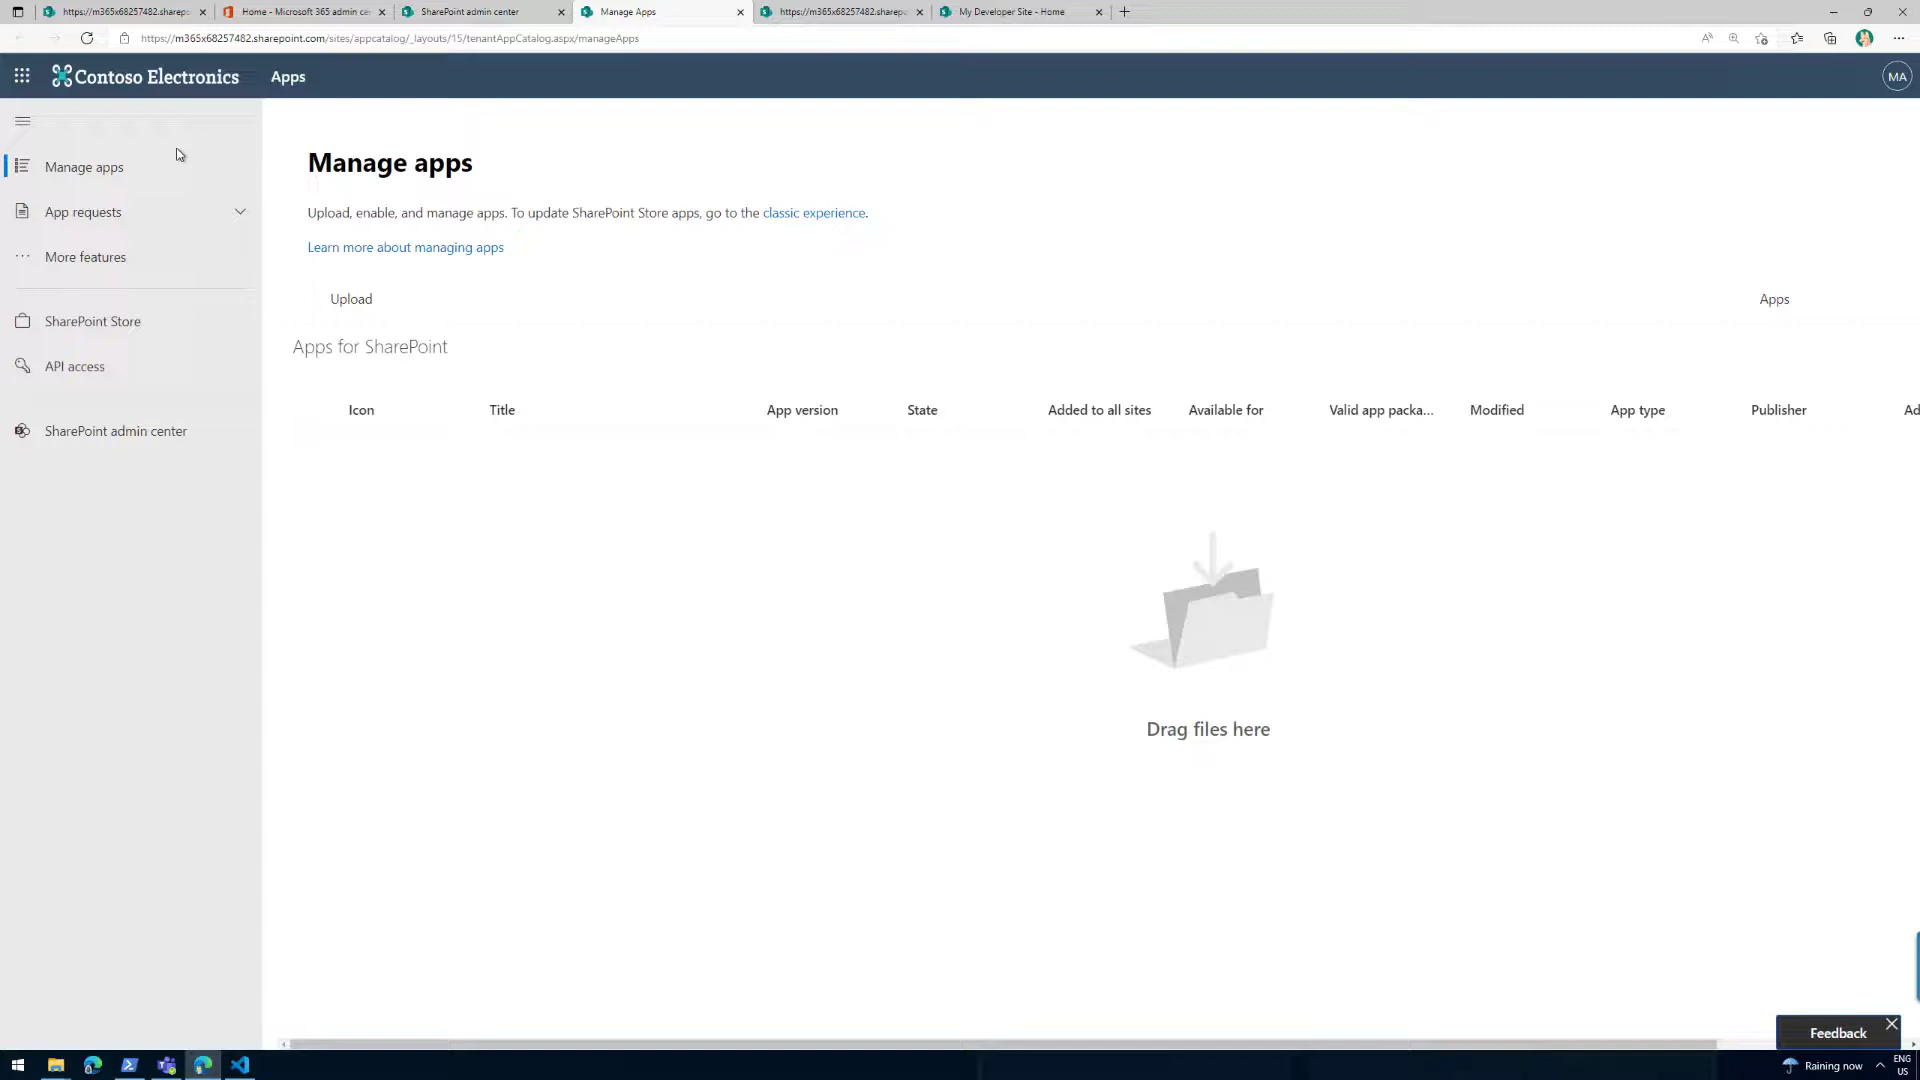 https://m365x68257482.sharepo
Home - Microsoft 365 admin ce
SharePoint admin center
Manage Apps
https://m365x68257482.sharepo
My Developer Site - Home
https://m365x68257482.sharepoint.com/sites/appcatalog/_layouts/15/tenantAppCatalog.aspx/manageApps
Contoso Electronics
Apps
MA
Manage apps
App requests
More features
SharePoint Store
API access
SharePoint admin center
Manage apps
Upload, enable, and manage apps. To update SharePoint Store apps, go to the classic experience.
Learn more about managing apps
Upload
Apps
Apps for SharePoint
Icon Title App version State Added to all sites Available for Valid app packa... Modified App type Publisher Ad
Drag files here
Feedback
Raining now
ENG
US